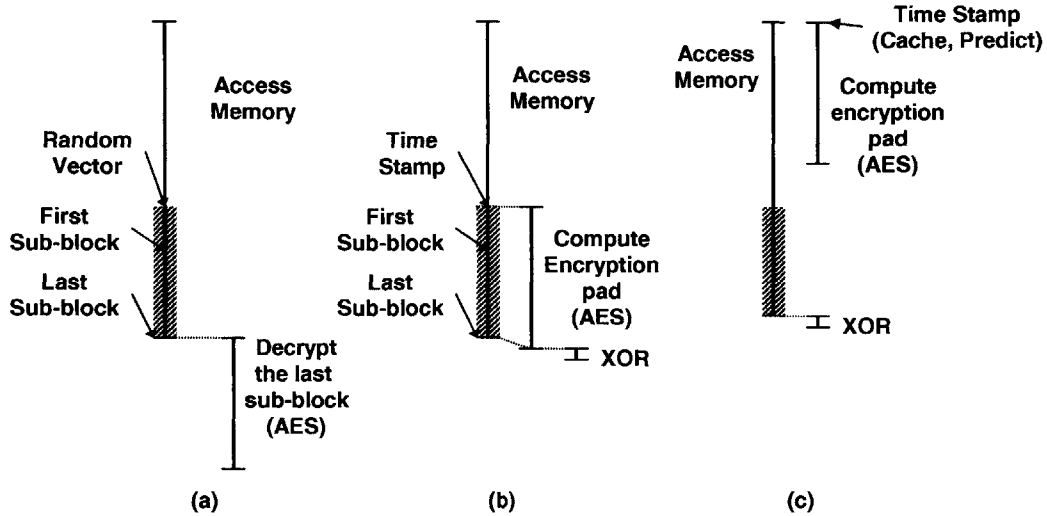 Access
Memory
Random
Vector
First
Sub-block
Last
Sub-block
Decrypt
the last
sub-block
(AES)
(a)
Access
Memory
Time
Stamp
First
Sub-block
Last
Sub-block
Compute
Encryption
pad
(AES)
XOR
(b)
Time Stamp
(Cache, Predict)
Access
Memory
Compute
encryption
pad
(AES)
XOR
(c)